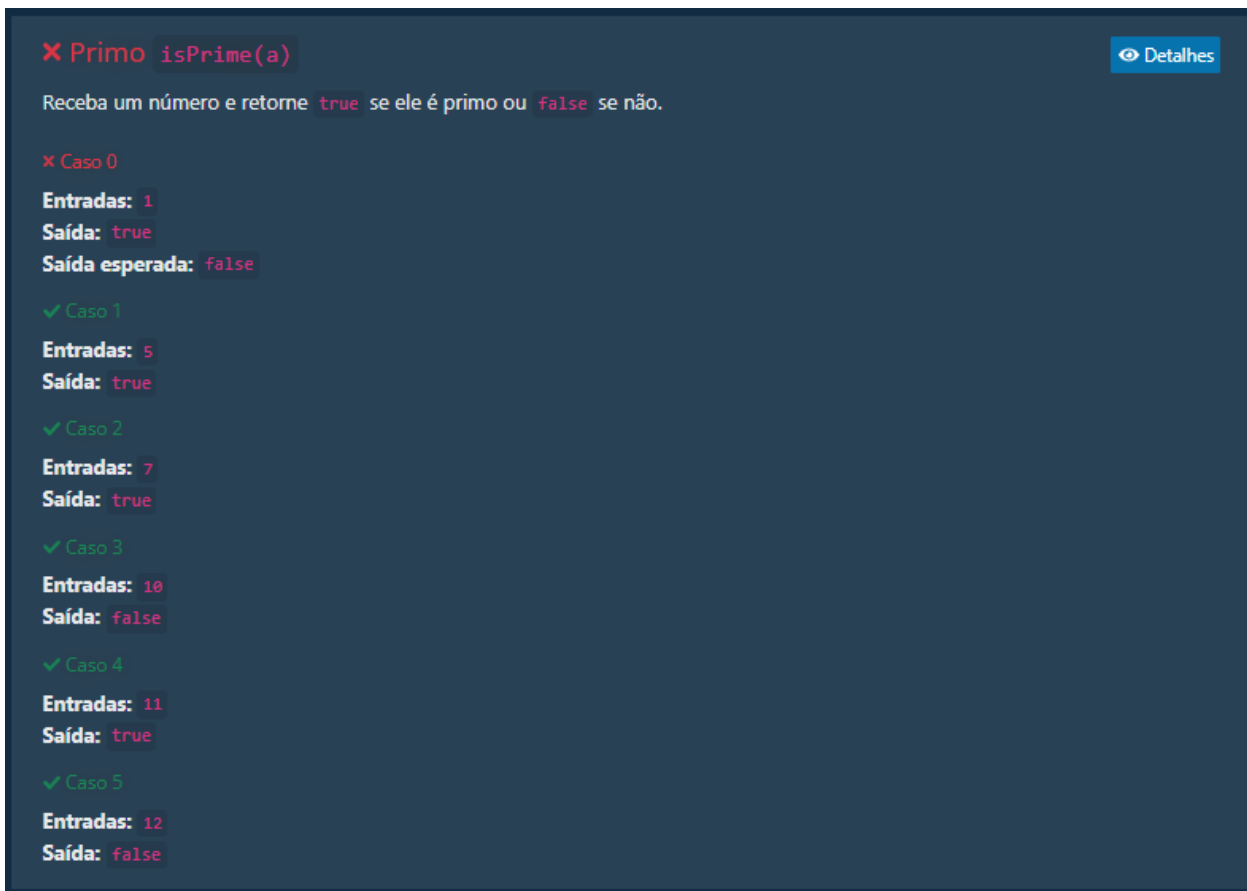 Primo isPrime(a)
Detalhes
Receba um número e retorne true se ele é primo ou false se não.
Caso 0
Entradas: 1
Saída: true
Saída esperada: false
Caso 1
Entradas: 5
Saída: true
Caso 2
Entradas: 7
Saída: true
Caso 3
Entradas: 10
Saída: false
Caso 4
Entradas: 11
Saída: true
Caso 5
Entradas: 12
Saída: false